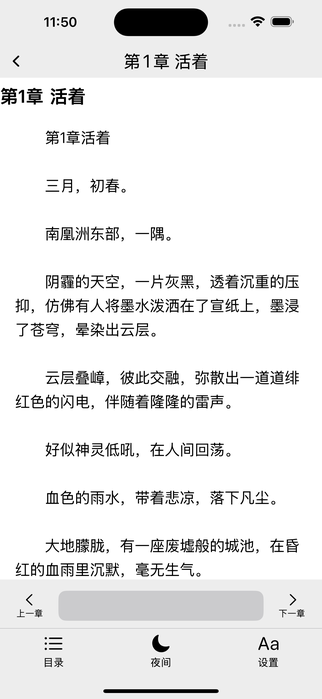 11:50
第1章 活着
第1章 活着
第1章活着
三月，初春。
南凰洲东部，一隅。
阴霾的天空，一片灰黑，透着沉重的压
抑，仿佛有人将墨水泼洒在了宣纸上，墨浸
了苍穹，晕染出云层。
云层叠嶂，彼此交融，弥散出一道道绯
红色的闪电，伴随着隆隆的雷声。
好似神灵低吼，在人间回荡。
血色的雨水，带着悲凉，落下凡尘。
大地朦胧，有一座废墟般的城池，在昏
红的血雨里沉默，毫无生气。
上一章
下一章
目录
夜间
Aa
设置